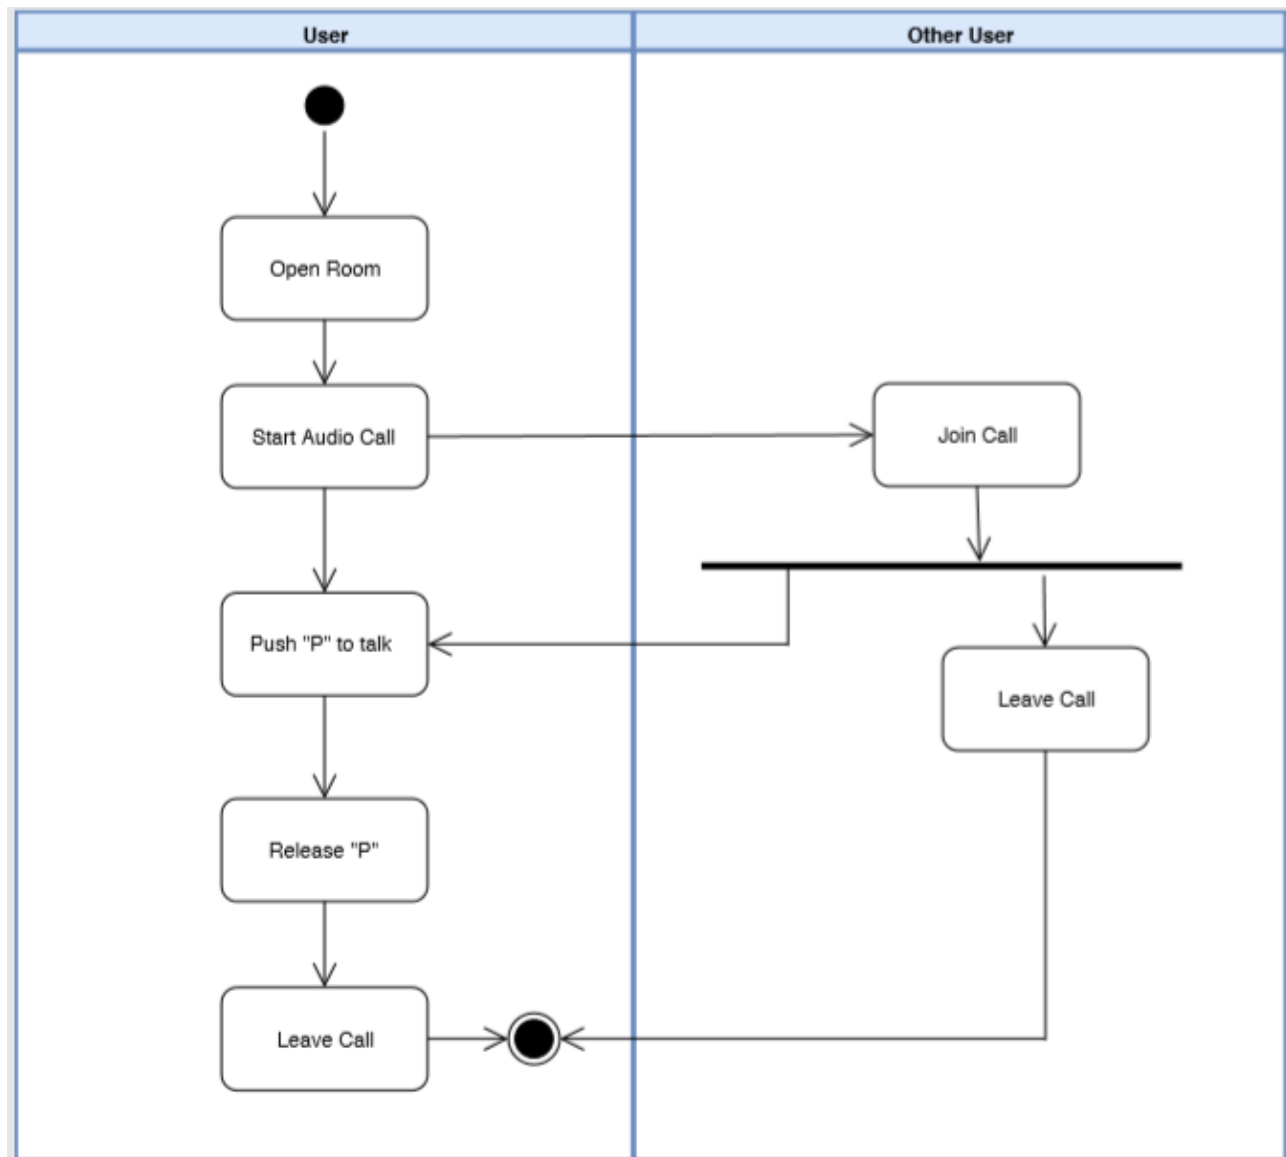 User
Other User
Open Room
Start Audio Call
Join Call
Push "P" to talk
Leave Call
Release "P"
Leave Call